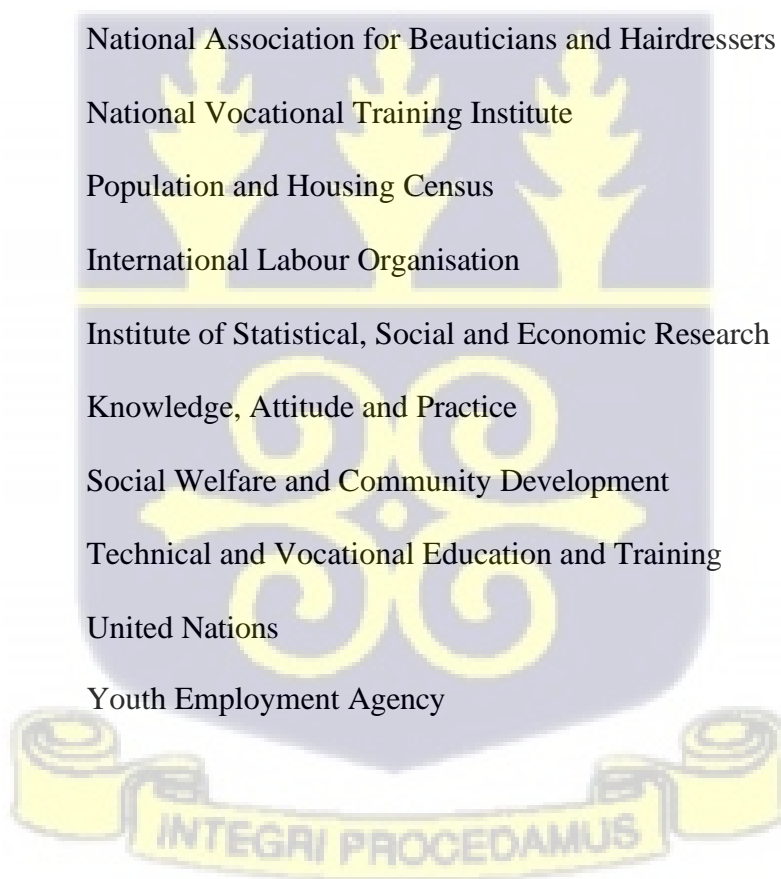 National Association for Beauticians and Hairdressers
National Vocational Training Institute
Population and Housing Census
International Labour Organisation
Institute of Statistical, Social and Economic Research
Knowledge, Attitude and Practice
Social Welfare and Community Development
Technical and Vocational Education and Training
United Nations
Youth Employment Agency
INTEGRI PROCEDAMUS